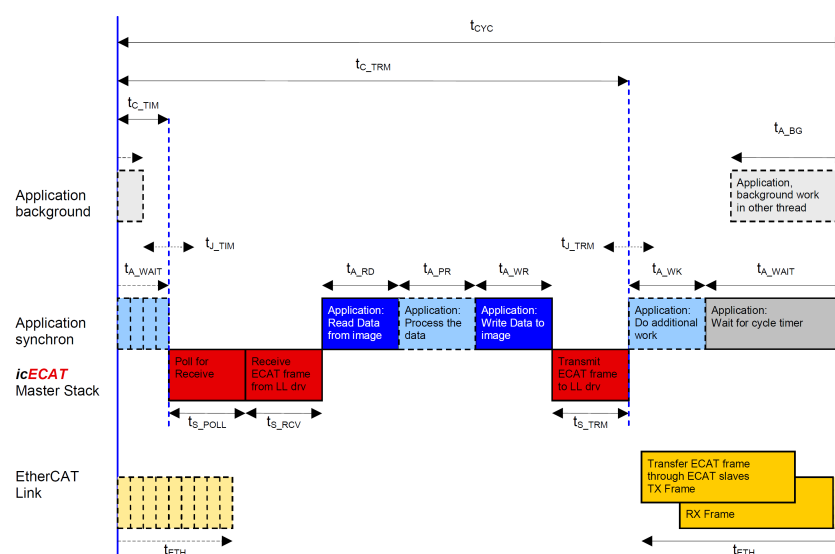 tCYC
tC_TRM
tC_TIM
tA_BG
Application
background
Application,
background work
in other thread
tJ_TIM
tJ_TRM
tA_WAIT
tA_RD
tA_PR
tA_WR
tA_WK
tA_WAIT
Application
synchron
Application:
Read Data
from image
Application:
Process the
data
Application:
Write Data to
image
Application:
Do additional
work
Application:
Wait for cycle timer
icECAT
Master Stack
Poll for
Receive
Receive
ECAT frame
from LL drv
Transmit
ECAT frame
to LL drv
tS_POLL
tS_RCV
tS_TRM
EtherCAT
Link
Transfer ECAT frame
through ECAT slaves
TX Frame
RX Frame
tETH
tETH